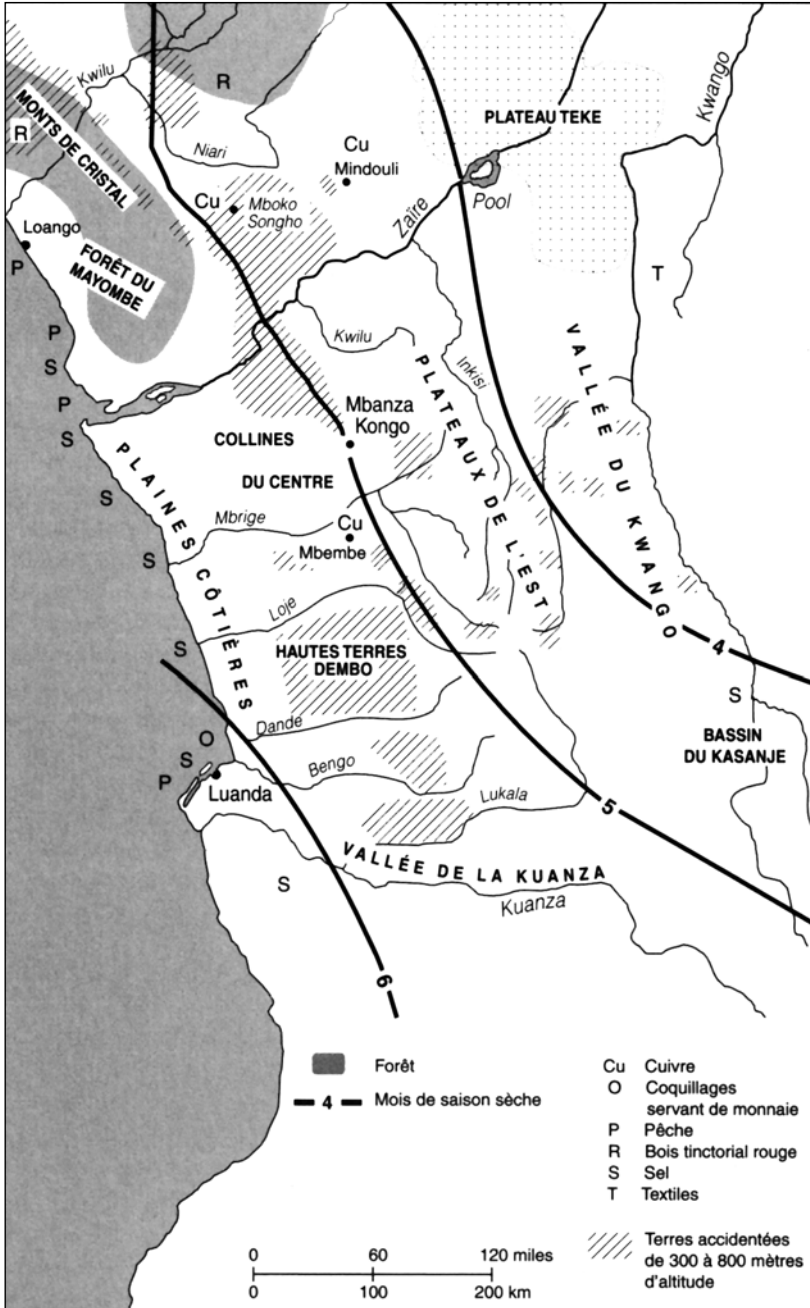 Kwilu
R
Kwango
PLATEAU TEKE
MONTS DE CRISTAL
R
Niari
Cu
Mindouli
Cu
Mboko
Songho
Pool
Zaïre
Loango
P
FORÊT DU
MAYOMBE
T
P
S
P
S
Kwilu
Inkisi
VALLÉE DU KWANGO
PLATEAUX DE L'EST
Mbanza
Kongo
COLLINES
DU CENTRE
PLAINES CÔTIÈRES
S
Mbrige
Cu
Mbembe
S
Loje
S
HAUTES TERRES
DEMBO
4
S
BASSIN
DU KASANJE
Dande
O
S
P
Luanda
Bengo
Lukala
5
VALLÉE DE LA KUANZA
Kuanza
S
6
Forêt
4 Mois de saison sèche
Cu Cuivre
O Coquillages
servant de monnaie
P Pêche
R Bois tinctorial rouge
S Sel
T Textiles
Terres accidentées
de 300 à 800 mètres
d'altitude
0 60 120 miles
0 100 200 km